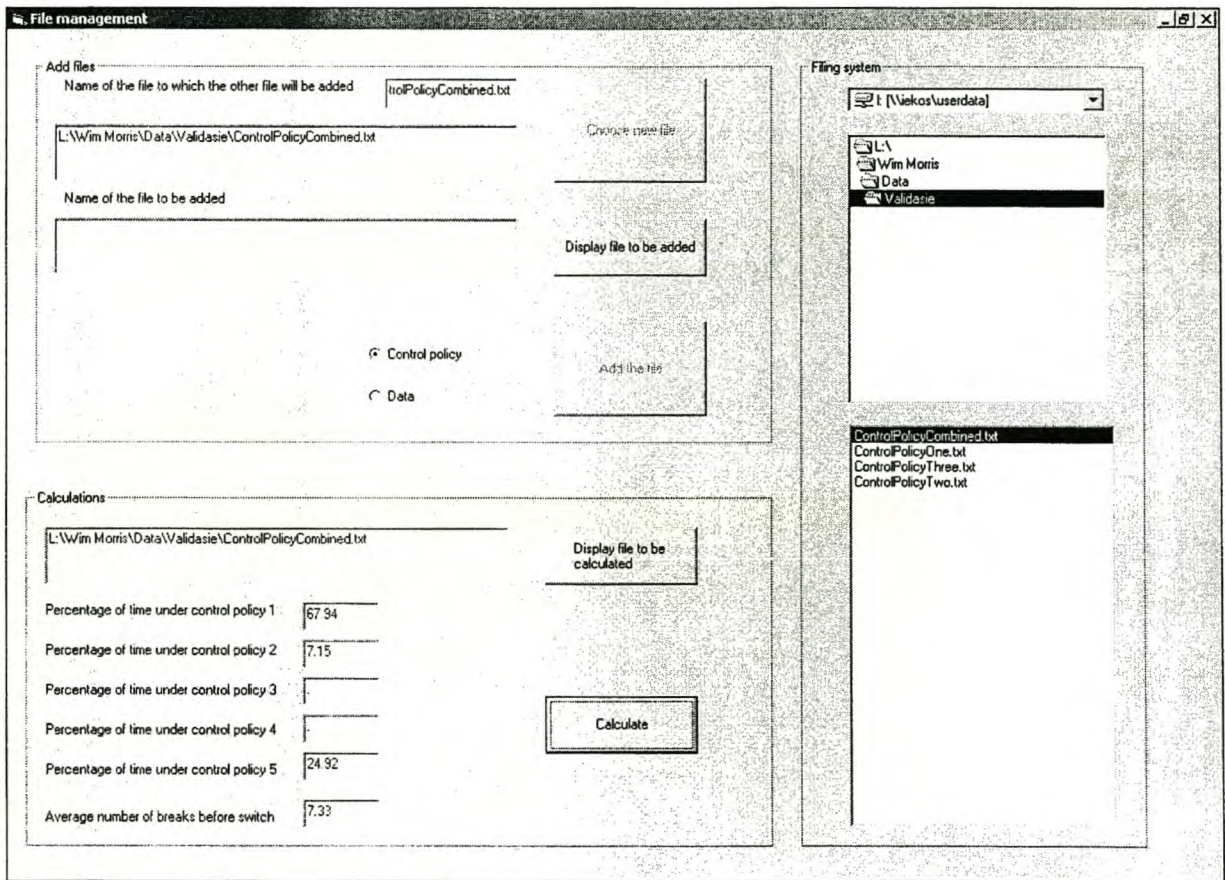 File management
Add files
Name of the file to which the other file will be added
trolPolicyCombined.txt
Choose new file
L:\Wim Morris\Data\Validasie\ControlPolicyCombined.txt
Name of the file to be added
Display file to be added
Control policy
Data
Add the file
Calculations
L:\Wim Morris\Data\Validasie\ControlPolicyCombined.txt
Display file to be
calculated
Percentage of time under control policy 1
67.94
Percentage of time under control policy 2
7.15
Percentage of time under control policy 3
.
Percentage of time under control policy 4
.
Percentage of time under control policy 5
24.92
Average number of breaks before switch
7.33
Calculate
Filing system
l: [\\iekos\userdata]
L:\
Wim Morris
Data
Validasie
ControlPolicyCombined.txt
ControlPolicyOne.txt
ControlPolicyThree.txt
ControlPolicyTwo.txt